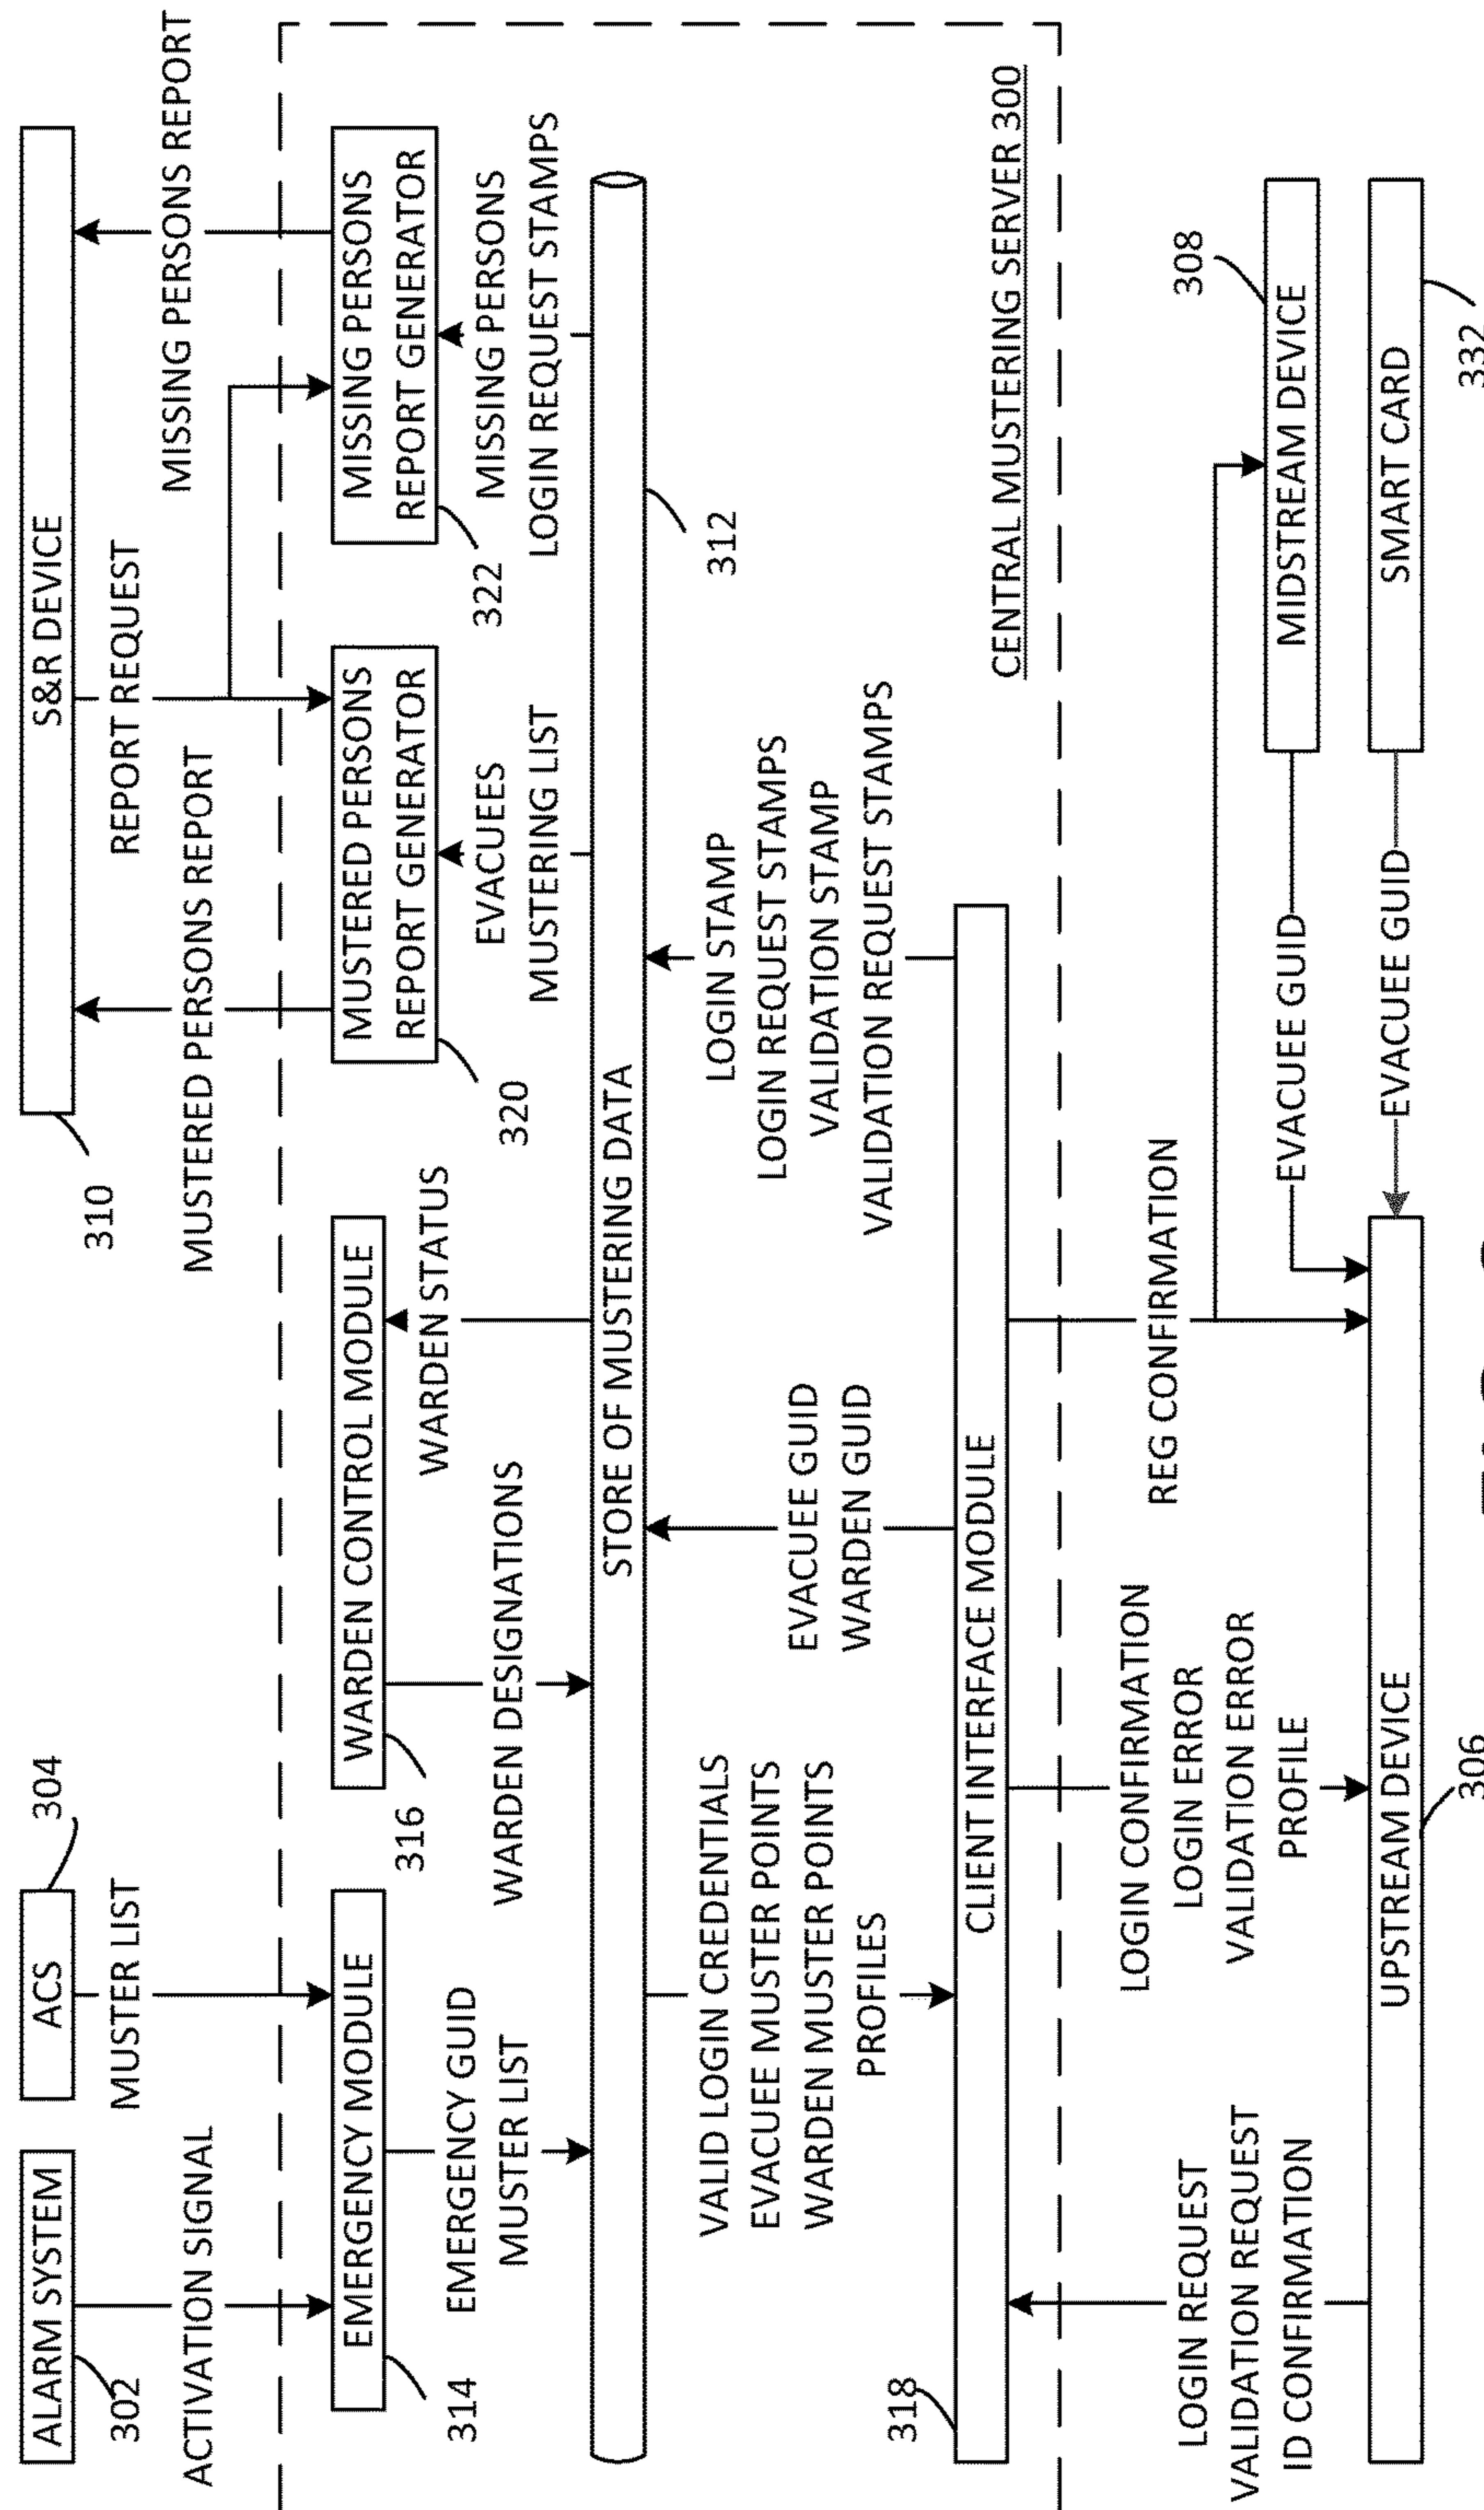 ALARM SYSTEM
302
ACS
304
S&R DEVICE
310
ACTIVATION SIGNAL
MUSTER LIST
MUSTERED PERSONS REPORT
REPORT REQUEST
MISSING PERSONS REPORT
EMERGENCY MODULE
314
WARDEN CONTROL MODULE
316
MUSTERED PERSONS
REPORT GENERATOR
320
MISSING PERSONS
REPORT GENERATOR
322
EMERGENCY GUID
MUSTER LIST
WARDEN DESIGNATIONS
WARDEN STATUS
EVACUEES
MUSTERING LIST
MISSING PERSONS
LOGIN REQUEST STAMPS
STORE OF MUSTERING DATA
312
VALID LOGIN CREDENTIALS
EVACUEE MUSTER POINTS
WARDEN MUSTER POINTS
PROFILES
EVACUEE GUID
WARDEN GUID
LOGIN STAMP
LOGIN REQUEST STAMPS
VALIDATION STAMP
VALIDATION REQUEST STAMPS
318
CLIENT INTERFACE MODULE
CENTRAL MUSTERING SERVER 300
LOGIN REQUEST
VALIDATION REQUEST
ID CONFIRMATION
LOGIN CONFIRMATION
LOGIN ERROR
VALIDATION ERROR
PROFILE
REG CONFIRMATION
EVACUEE GUID
MIDSTREAM DEVICE
308
UPSTREAM DEVICE
306
EVACUEE GUID
SMART CARD
332